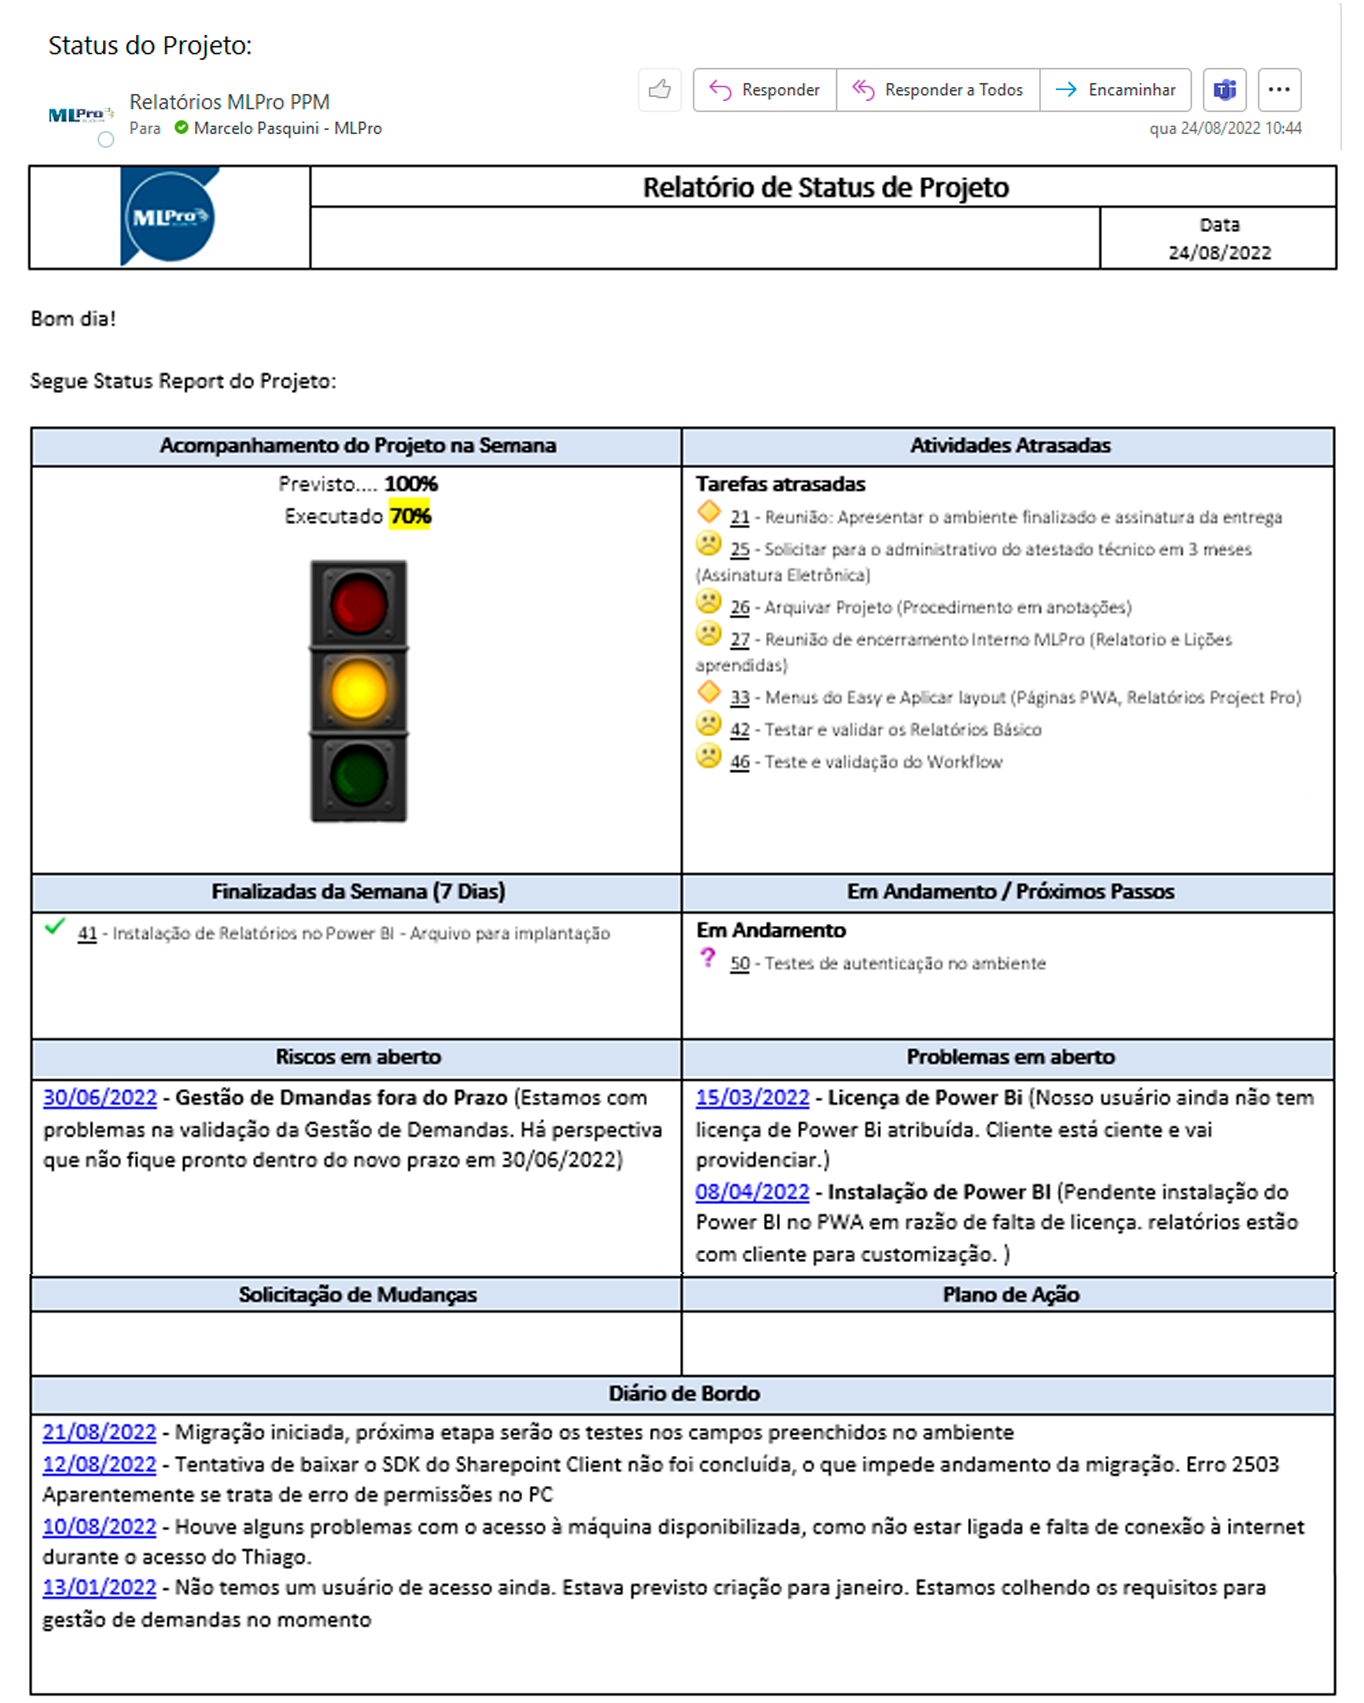 Status do Projeto:
Relatórios MLPro PPM
Para Marcelo Pasquini - MLPro
Responder
Responder a Todos
Encaminhar
qua 24/08/2022 10:44
MLPro
MLPro
Relatório de Status de Projeto
Data
24/08/2022
Bom dia!
Segue Status Report do Projeto:
Acompanhamento do Projeto na Semana
Previsto.... 100%
Executado 70%
Atividades Atrasadas
Tarefas atrasadas
21 - Reunião: Apresentar o ambiente finalizado e assinatura da entrega
25 - Solicitar para o administrativo do atestado técnico em 3 meses
(Assinatura Eletrônica)
26 - Arquivar Projeto (Procedimento em anotações)
27 - Reunião de encerramento Interno MLPro (Relatorio e Lições
aprendidas)
33 - Menus do Easy e Aplicar layout (Páginas PWA, Relatórios Project Pro)
42 - Testar e validar os Relatórios Básico
46 - Teste e validação do Workflow
Finalizadas da Semana (7 Dias)
41 - Instalação de Relatórios no Power BI - Arquivo para implantação
Em Andamento / Próximos Passos
Em Andamento
? 50 - Testes de autenticação no ambiente
Riscos em aberto
30/06/2022 - Gestão de Dmandas fora do Prazo (Estamos com
problemas na validação da Gestão de Demandas. Há perspectiva
que não fique pronto dentro do novo prazo em 30/06/2022)
Problemas em aberto
15/03/2022 - Licença de Power Bi (Nosso usuário ainda não tem
licença de Power Bi atribuída. Cliente está ciente e vai
providenciar.)
08/04/2022 - Instalação de Power BI (Pendente instalação do
Power BI no PWA em razão de falta de licença. relatórios estão
com cliente para customização. )
Solicitação de Mudanças
Plano de Ação
Diário de Bordo
21/08/2022 - Migração iniciada, próxima etapa serão os testes nos campos preenchidos no ambiente
12/08/2022 - Tentativa de baixar o SDK do Sharepoint Client não foi concluída, o que impede andamento da migração. Erro 2503
Aparentemente se trata de erro de permissões no PC
10/08/2022 - Houve alguns problemas com o acesso à máquina disponibilizada, como não estar ligada e falta de conexão à internet
durante o acesso do Thiago.
13/01/2022 - Não temos um usuário de acesso ainda. Estava previsto criação para janeiro. Estamos colhendo os requisitos para
gestão de demandas no momento